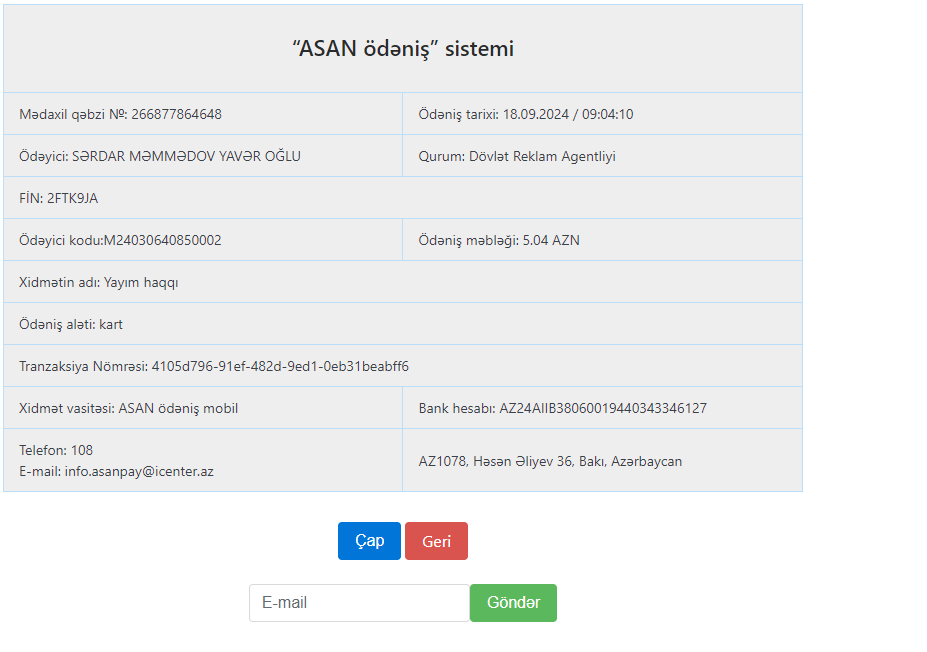 “ASAN ödəniş” sistemi
Mədaxil qəbzi №: 266877864648
Ödəniş tarixi: 18.09.2024 / 09:04:10
Ödəyici: SƏRDAR MƏMMƏDOV YAVƏR OĞLU
Qurum: Dövlət Reklam Agentliyi
FİN: 2FTK9JA
Ödəyici kodu:M24030640850002
Ödəniş məbləği: 5.04 AZN
Xidmətin adı: Yayım haqqı
Ödəniş aləti: kart
Tranzaksiya Nömrəsi: 4105d796-91ef-482d-9ed1-0eb31beabff6
Xidmət vasitəsi: ASAN ödəniş mobil
Bank hesabı: AZ24AIIB38060019440343346127
Telefon: 108
E-mail: info.asanpay@icenter.az
AZ1078, Həsən Əliyev 36, Bakı, Azərbaycan
Çap
Geri
E-mail
Göndər